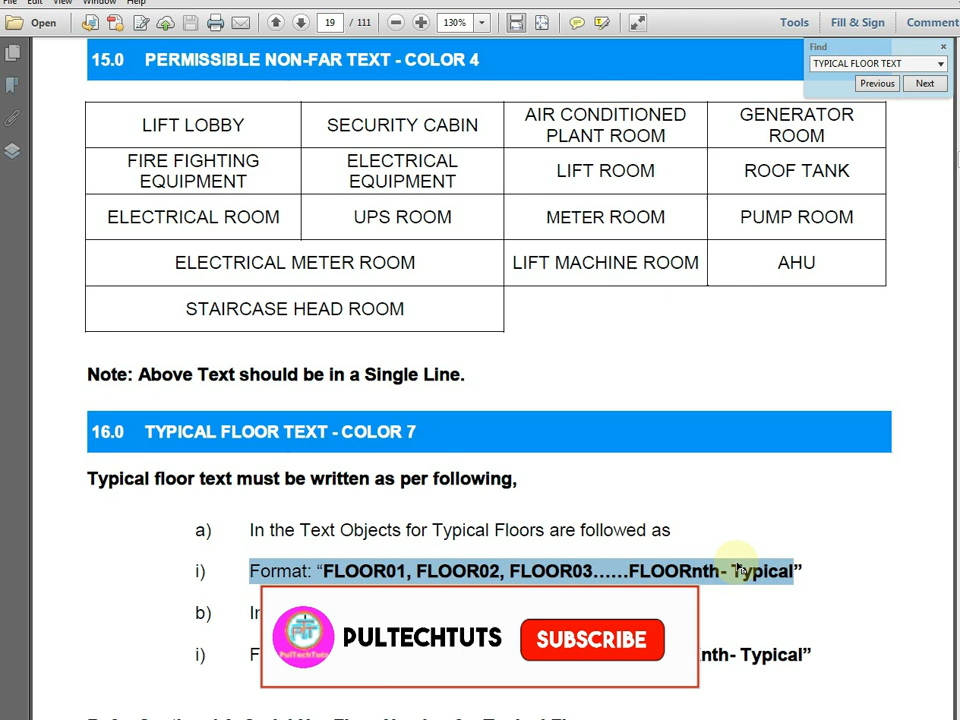 File Edit View Window Help
Open 19 / 111 130% Tools Fill & Sign Comment
Find
TYPICAL FLOOR TEXT
Previous Next
15.0 PERMISSIBLE NON-FAR TEXT - COLOR 4
LIFT LOBBY SECURITY CABIN AIR CONDITIONED PLANT ROOM GENERATOR ROOM
FIRE FIGHTING EQUIPMENT ELECTRICAL EQUIPMENT LIFT ROOM ROOF TANK
ELECTRICAL ROOM UPS ROOM METER ROOM PUMP ROOM
ELECTRICAL METER ROOM LIFT MACHINE ROOM AHU
STAIRCASE HEAD ROOM
Note: Above Text should be in a Single Line.
16.0 TYPICAL FLOOR TEXT - COLOR 7
Typical floor text must be written as per following,
a) In the Text Objects for Typical Floors are followed as
i) Format: “FLOOR01, FLOOR02, FLOOR03......FLOORnth- Typical”
b) In
i) F nth- Typical”
PulTechTuts PULTECHTUTS SUBSCRIBE